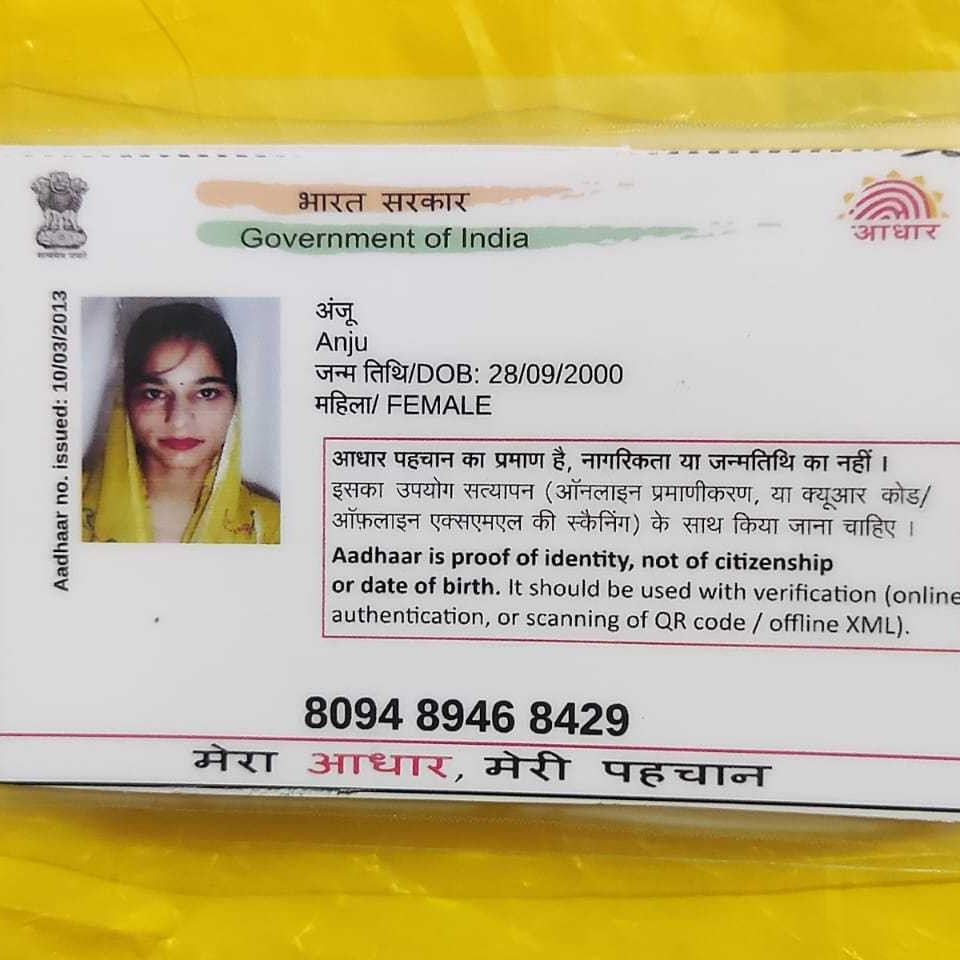 भारत सरकार
Government of India
आधार
Aadhaar no. issued: 10/03/2013
अंजू
Anju
जन्म तिथि/DOB: 28/09/2000
महिला/ FEMALE
आधार पहचान का प्रमाण है, नागरिकता या जन्मतिथि का नहीं ।
इसका उपयोग सत्यापन (ऑनलाइन प्रमाणीकरण, या क्यूआर कोड/
ऑफ़लाइन एक्सएमएल की स्कैनिंग) के साथ किया जाना चाहिए ।
Aadhaar is proof of identity, not of citizenship
or date of birth. It should be used with verification (online
authentication, or scanning of QR code / offline XML).
8094 8946 8429
मेरा आधार, मेरी पहचान